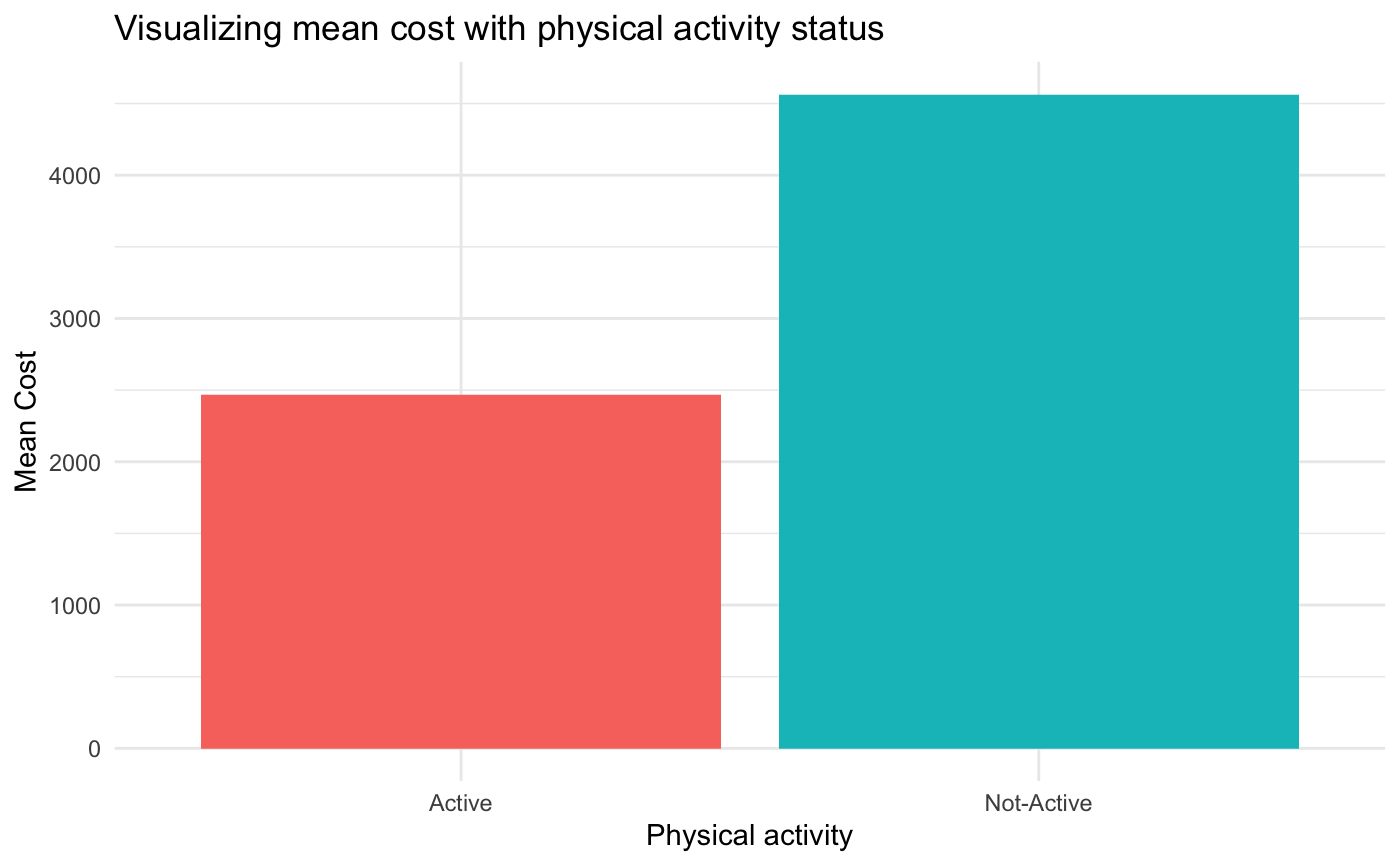 Visualizing mean cost with physical activity status
Mean Cost
4000
3000
2000
1000
0
Active
Not-Active
Physical activity